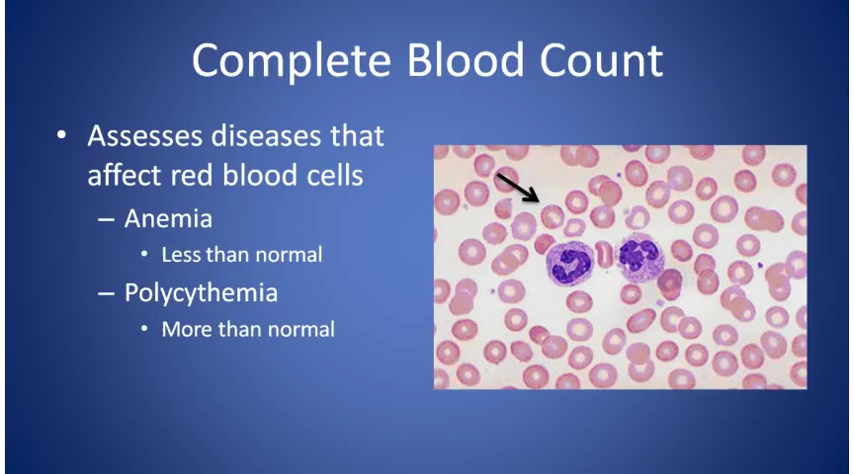 Complete Blood Count
• Assesses diseases that
affect red blood cells
– Anemia
• Less than normal
– Polycythemia
• More than normal